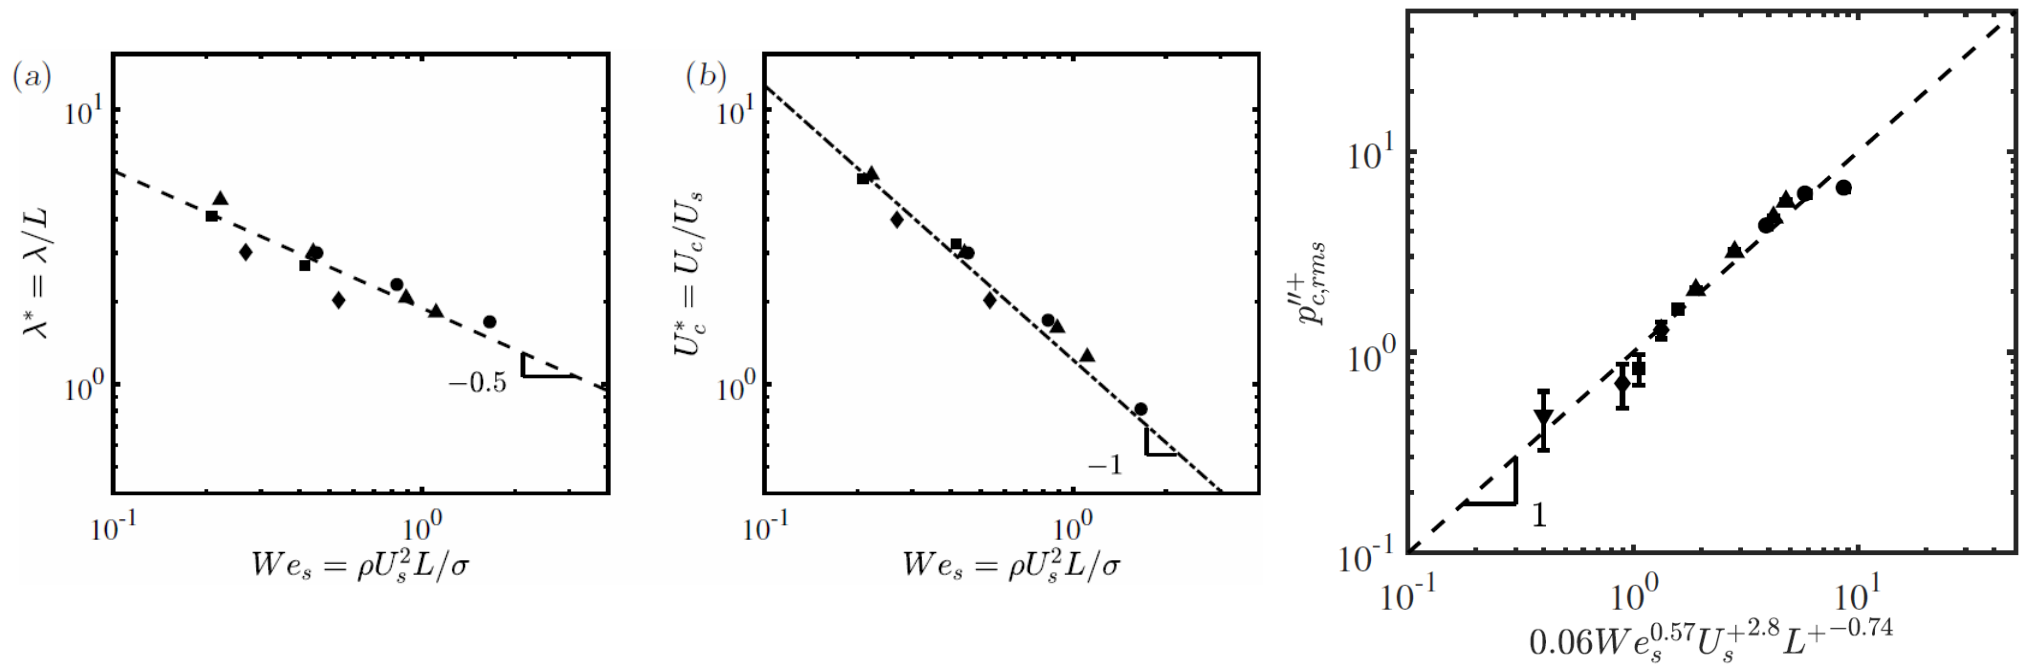 (a)
10^1
10^0
λ* = λ/L
−0.5
10^-1
10^0
We_s = ρU_s^2L/σ
(b)
10^1
10^0
U_c^* = U_c/U_s
−1
10^-1
10^0
We_s = ρU_s^2L/σ
10^1
10^0
10^-1
p''^+_{c,rms}
1
10^-1
10^0
10^1
0.06We_s^{0.57}U_s^{+2.8}L^{+−0.74}